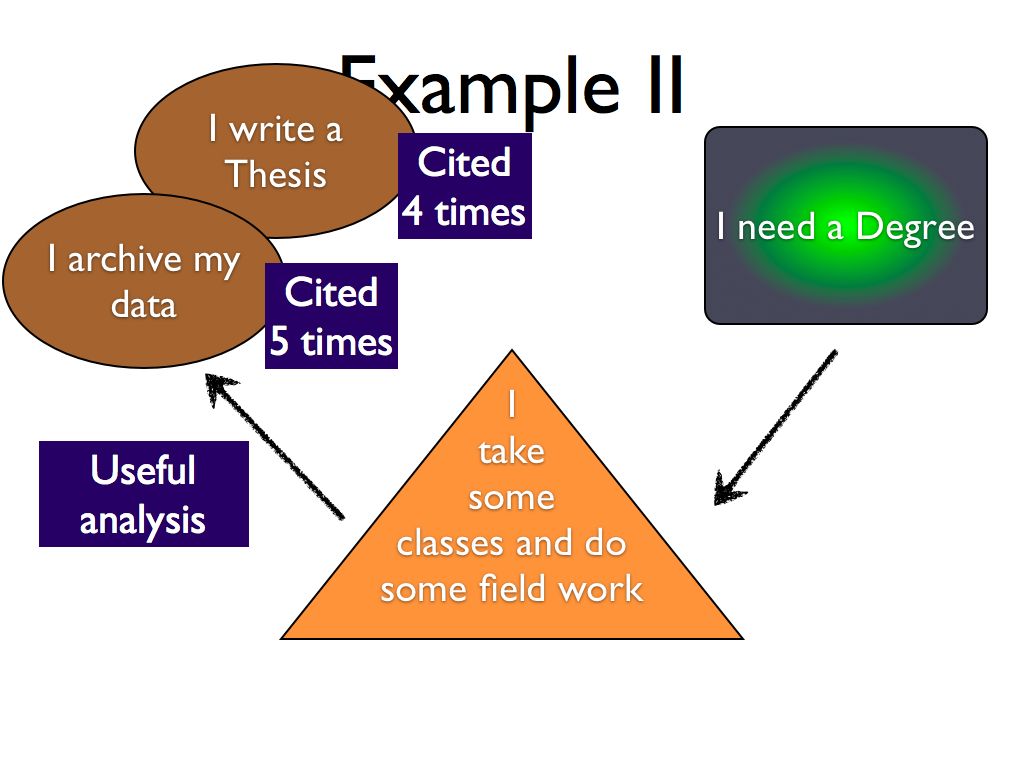 Example II
I write a
Thesis
Cited
4 times
I need a Degree
I archive my
data
Cited
5 times
I
take
some
classes and do
some field work
Useful
analysis